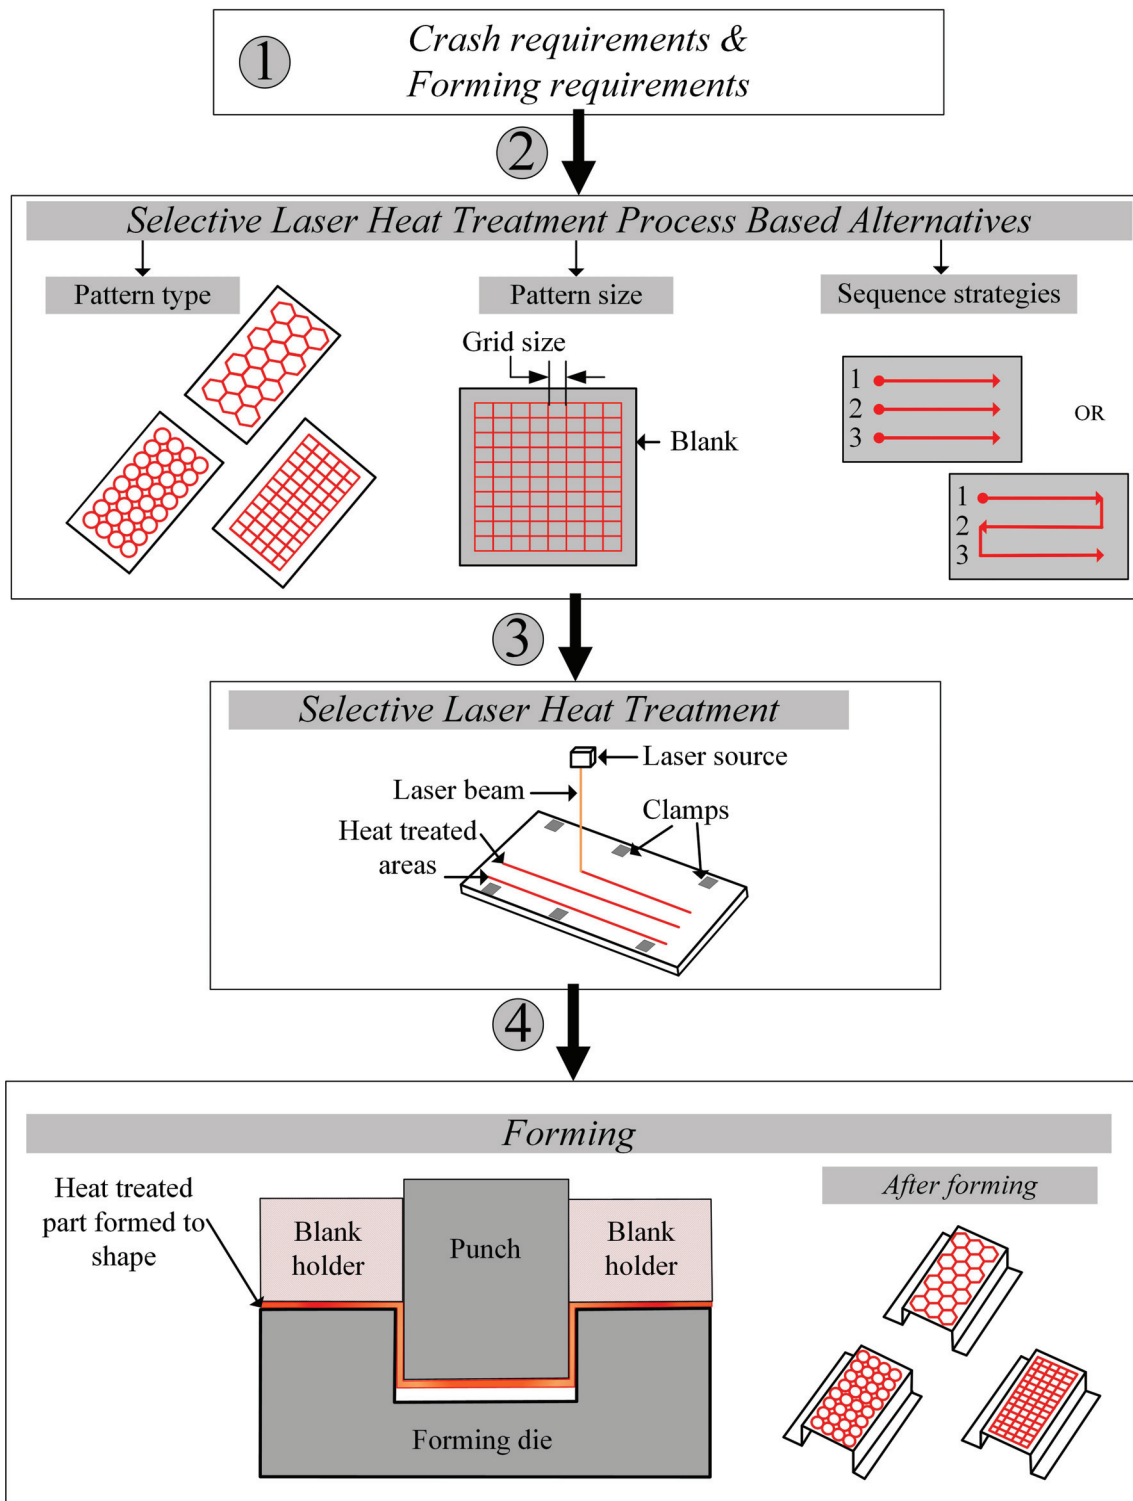 1
Crash requirements &
Forming requirements
2
Selective Laser Heat Treatment Process Based Alternatives
Pattern type
Pattern size
Sequence strategies
Grid size
Blank
1
2
3
OR
1
2
3
3
Selective Laser Heat Treatment
Laser source
Laser beam
Clamps
Heat treated
areas
4
Forming
Heat treated
part formed to
shape
Blank
holder
Punch
Blank
holder
Forming die
After forming